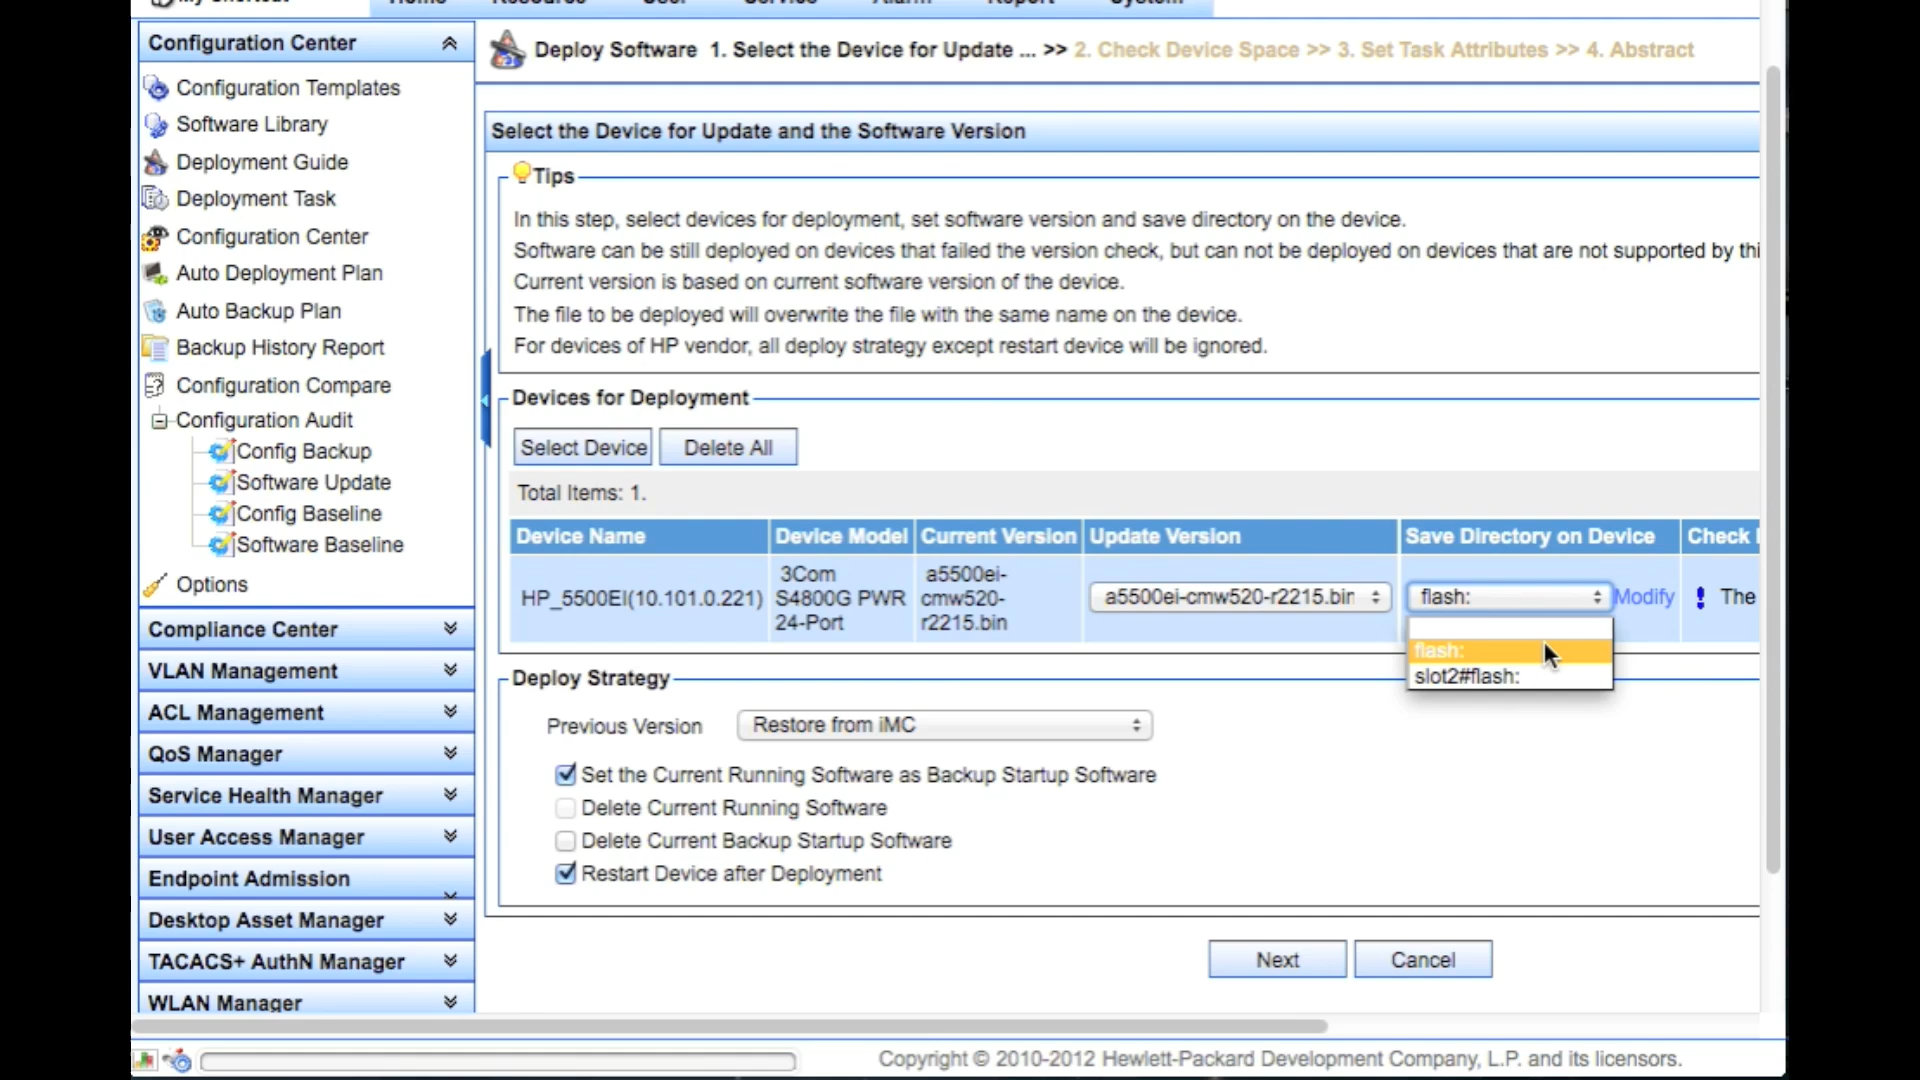 My Shortcut
Home Resource User Service Alarm Report System
Configuration Center
Configuration Templates
Software Library
Deployment Guide
Deployment Task
Configuration Center
Auto Deployment Plan
Auto Backup Plan
Backup History Report
Configuration Compare
Configuration Audit
Config Backup
Software Update
Config Baseline
Software Baseline
Options
Compliance Center
VLAN Management
ACL Management
QoS Manager
Service Health Manager
User Access Manager
Endpoint Admission
Desktop Asset Manager
TACACS+ AuthN Manager
WLAN Manager
Deploy Software 1. Select the Device for Update ... >> 2. Check Device Space >> 3. Set Task Attributes >> 4. Abstract
Select the Device for Update and the Software Version
Tips
In this step, select devices for deployment, set software version and save directory on the device.
Software can be still deployed on devices that failed the version check, but can not be deployed on devices that are not supported by thi
Current version is based on current software version of the device.
The file to be deployed will overwrite the file with the same name on the device.
For devices of HP vendor, all deploy strategy except restart device will be ignored.
Devices for Deployment
Select Device Delete All
Total Items: 1.
Device Name Device Model Current Version Update Version Save Directory on Device Check
HP_5500EI(10.101.0.221)
3Com
S4800G PWR
24-Port
a5500ei-
cmw520-
r2215.bin
a5500ei-cmw520-r2215.bin
flash: Modify ! The
flash:
slot2#flash:
Deploy Strategy
Previous Version Restore from iMC
Set the Current Running Software as Backup Startup Software
Delete Current Running Software
Delete Current Backup Startup Software
Restart Device after Deployment
Next Cancel
Copyright © 2010-2012 Hewlett-Packard Development Company, L.P. and its licensors.